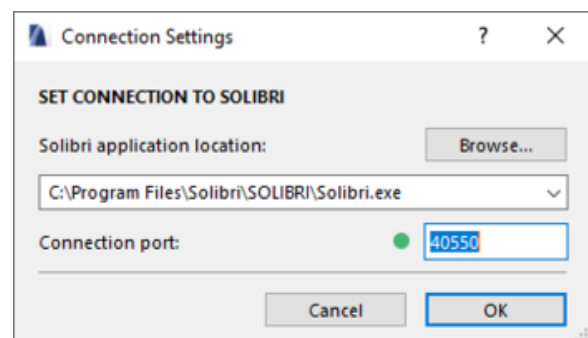 Connection Settings ?
SET CONNECTION TO SOLIBRI
Solibri application location: Browse...
C:\Program Files\Solibri\SOLIBRI\Solibri.exe
Connection port: 40550
Cancel OK